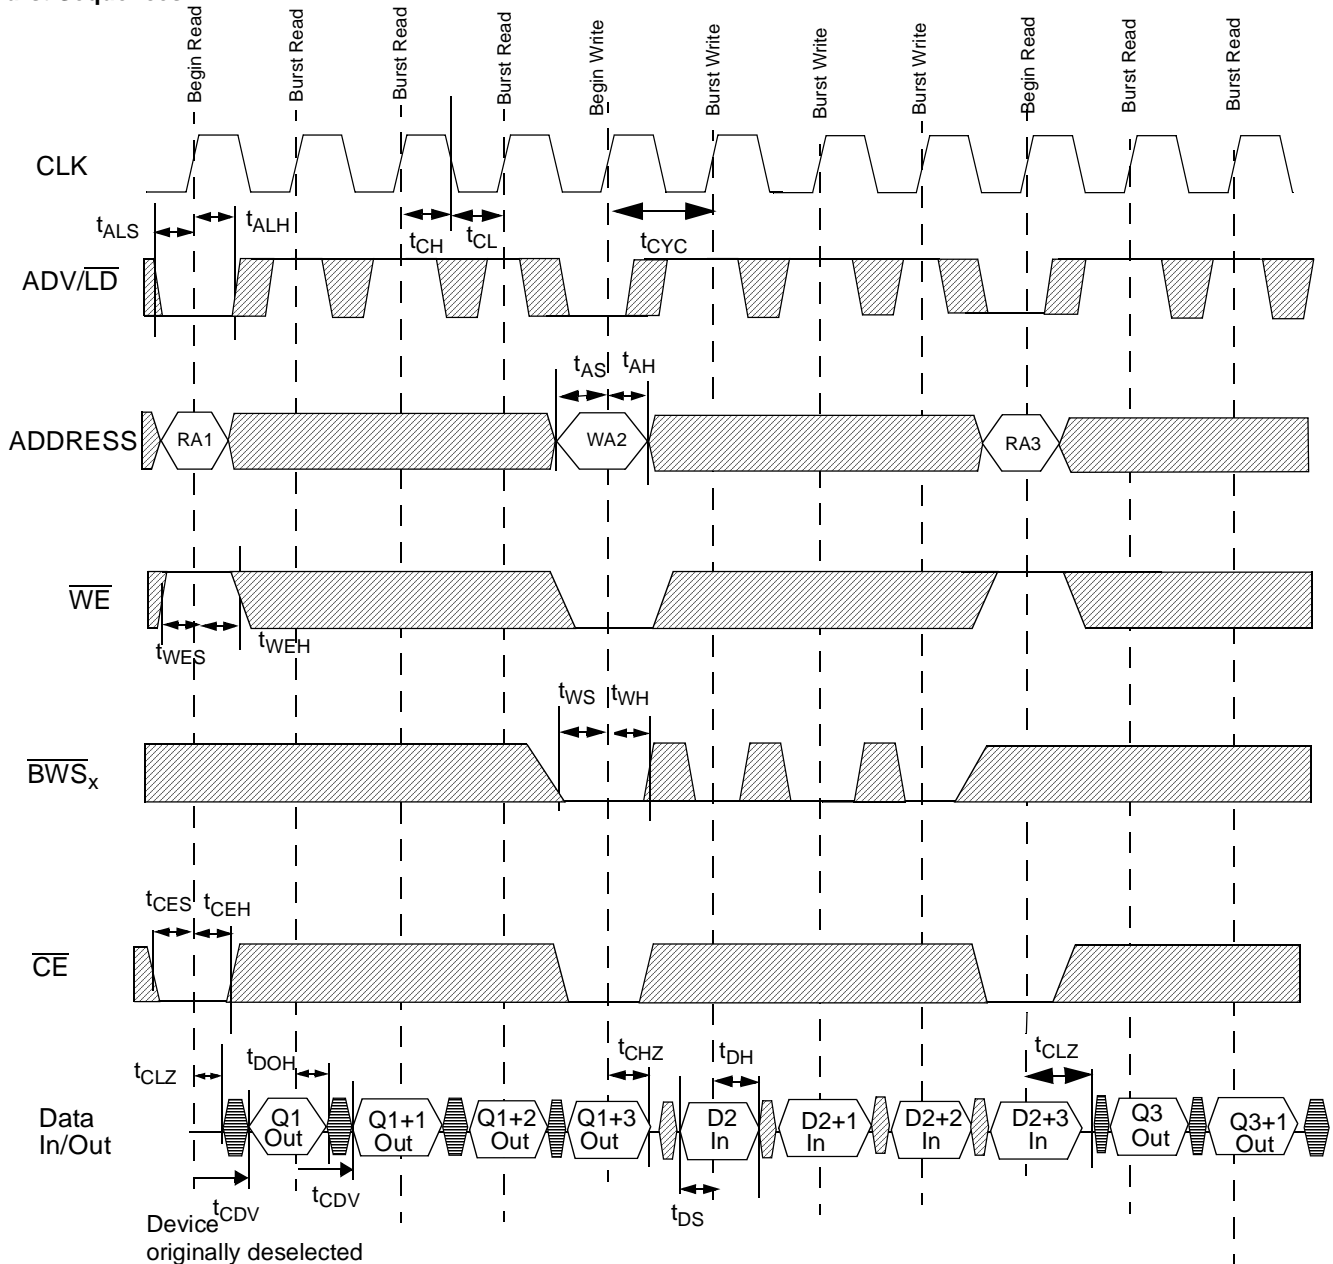 Begin Read
Burst Read
Burst Read
Burst Read
Begin Write
Burst Write
Burst Write
Burst Write
Begin Read
Burst Read
Burst Read
CLK
tALS
tALH
tCH
tCL
tCYC
ADV/LD
tAS
tAH
ADDRESS
RA1
WA2
RA3
WE
tWES
tWEH
tWS
tWH
BWSx
tCES
tCEH
CE
tCLZ
tDOH
tCHZ
tDH
tCLZ
Data
In/Out
Q1
Out
Q1+1
Out
Q1+2
Out
Q1+3
Out
D2
In
D2+1
In
D2+2
In
D2+3
In
Q3
Out
Q3+1
Out
tCDV
tCDV
tDS
Device
originally deselected